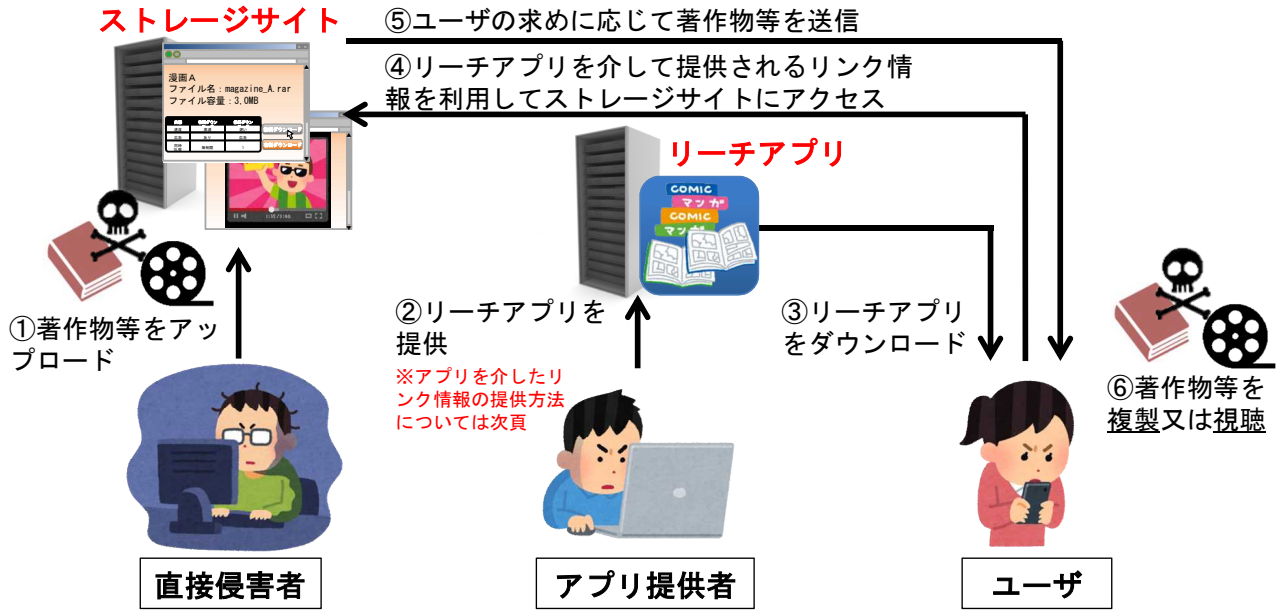 ストレージサイト
⑤ユーザの求めに応じて著作物等を送信
④リーチアプリを介して提供されるリンク情
報を利用してストレージサイトにアクセス
漫画A
ファイル名：magazine_A.rar
ファイル容量：3.0MB
リーチアプリ
COMIC
マンガ
COMIC
マンガ
①著作物等をアッ
プロード
②リーチアプリを
提供
※アプリを介したリ
ンク情報の提供方法
については次頁
③リーチアプリ
をダウンロード
⑥著作物等を
複製又は視聴
直接侵害者
アプリ提供者
ユーザ